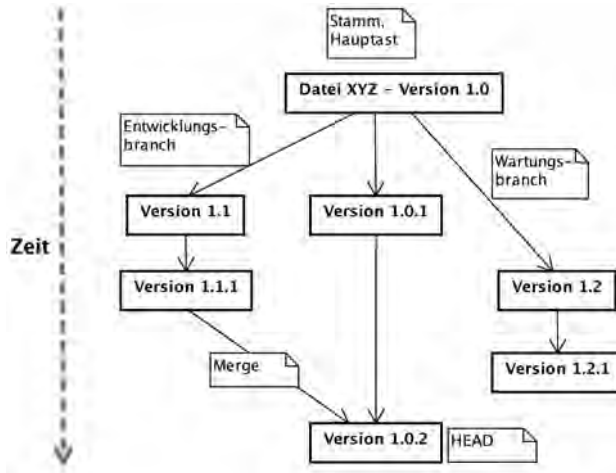 Stamm,
Hauptast
Datei XYZ – Version 1.0
Entwicklungs-
branch
Wartungs-
branch
Version 1.1
Version 1.0.1
Zeit
Version 1.1.1
Version 1.2
Merge
Version 1.2.1
Version 1.0.2
HEAD